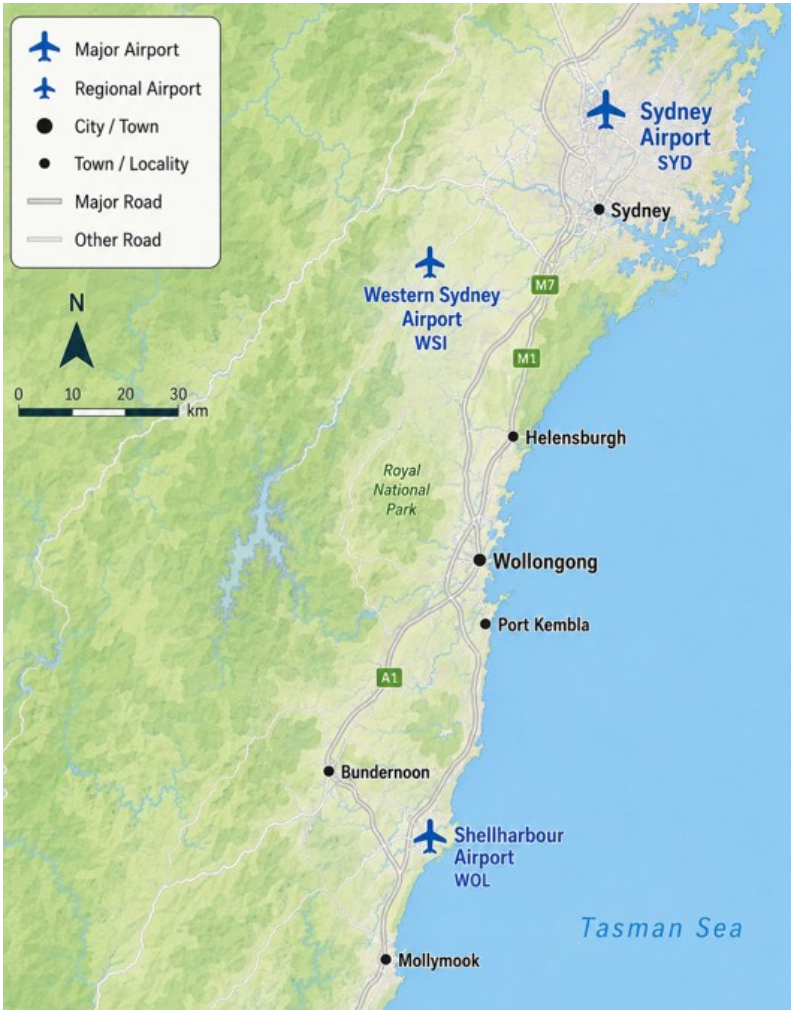 Major Airport
Regional Airport
City / Town
Town / Locality
Major Road
Other Road
N
0 10 20 30
km
Sydney
Airport
SYD
Sydney
Western Sydney
Airport
WSI
M7
M1
Helensburgh
Royal
National
Park
Wollongong
Port Kembla
A1
Bundernoon
Shellharbour
Airport
WOL
Tasman Sea
Mollymook